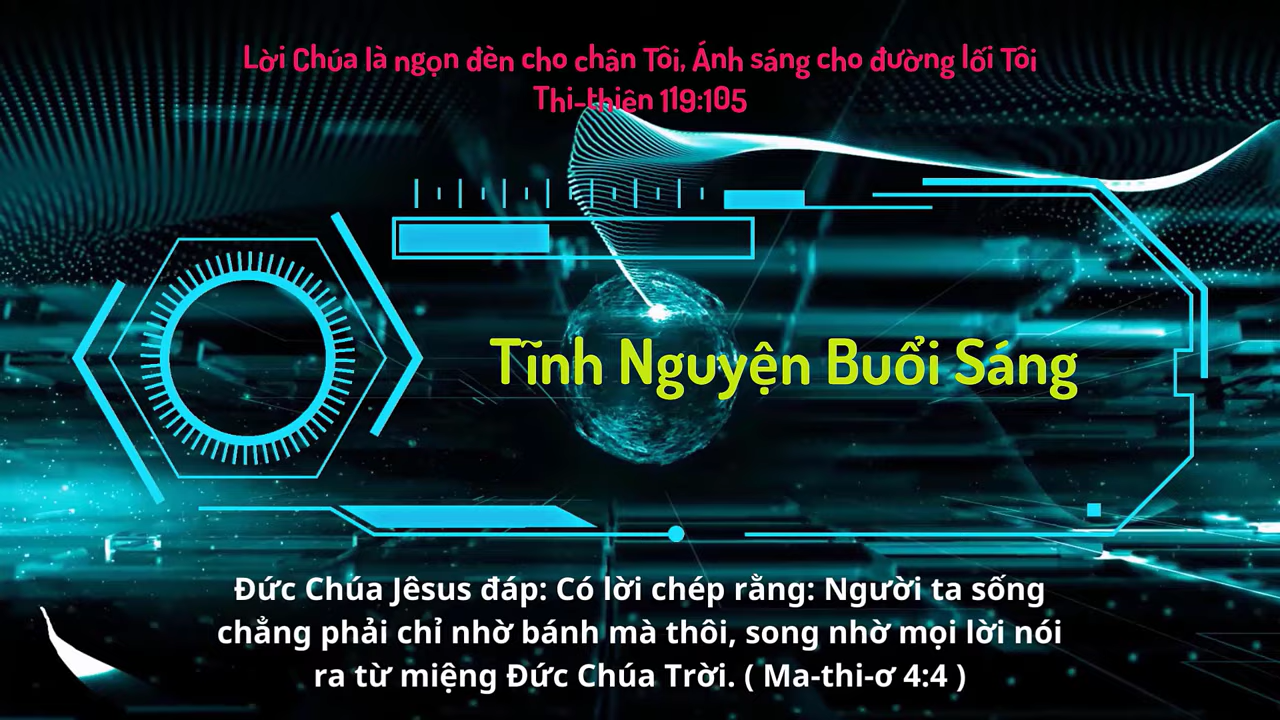 Lời Chúa là ngọn đèn cho chân Tôi, Ánh sáng cho đường lối Tôi
Thi-thiên 119:105
Tĩnh Nguyện Buổi Sáng
Đức Chúa Jêsus đáp: Có lời chép rằng: Người ta sống
chẳng phải chỉ nhờ bánh mà thôi, song nhờ mọi lời nói
ra từ miệng Đức Chúa Trời. ( Ma-thi-ơ 4:4 )